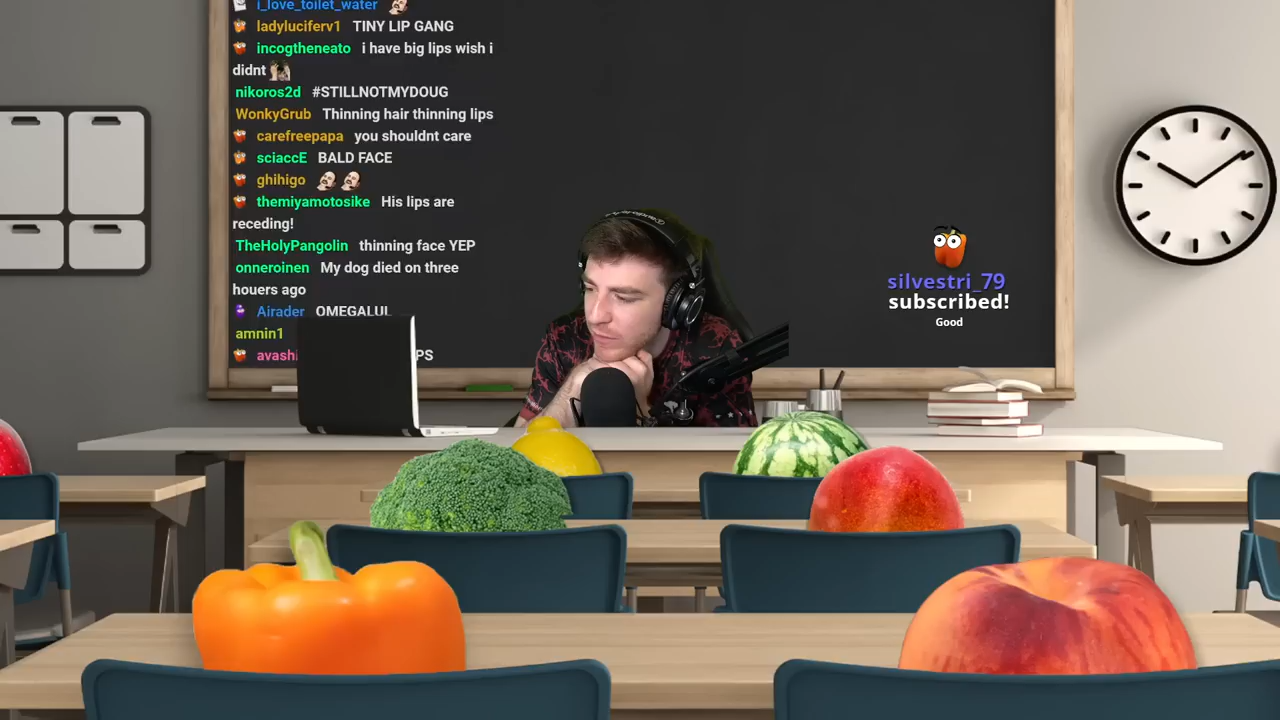 i_love_toilet_water
ladyluciferv1 TINY LIP GANG
incogtheneato i have big lips wish i
didnt
nikoros2d #STILLNOTMYDOUG
WonkyGrub Thinning hair thinning lips
carefreepapa you shouldnt care
sciaccE BALD FACE
ghihigo
themiyamotosike His lips are
receding!
TheHolyPangolin thinning face YEP
onneroinen My dog died on three
houers ago
Airader OMEGALUL
amnin1
silvestri_79
subscribed!
Good